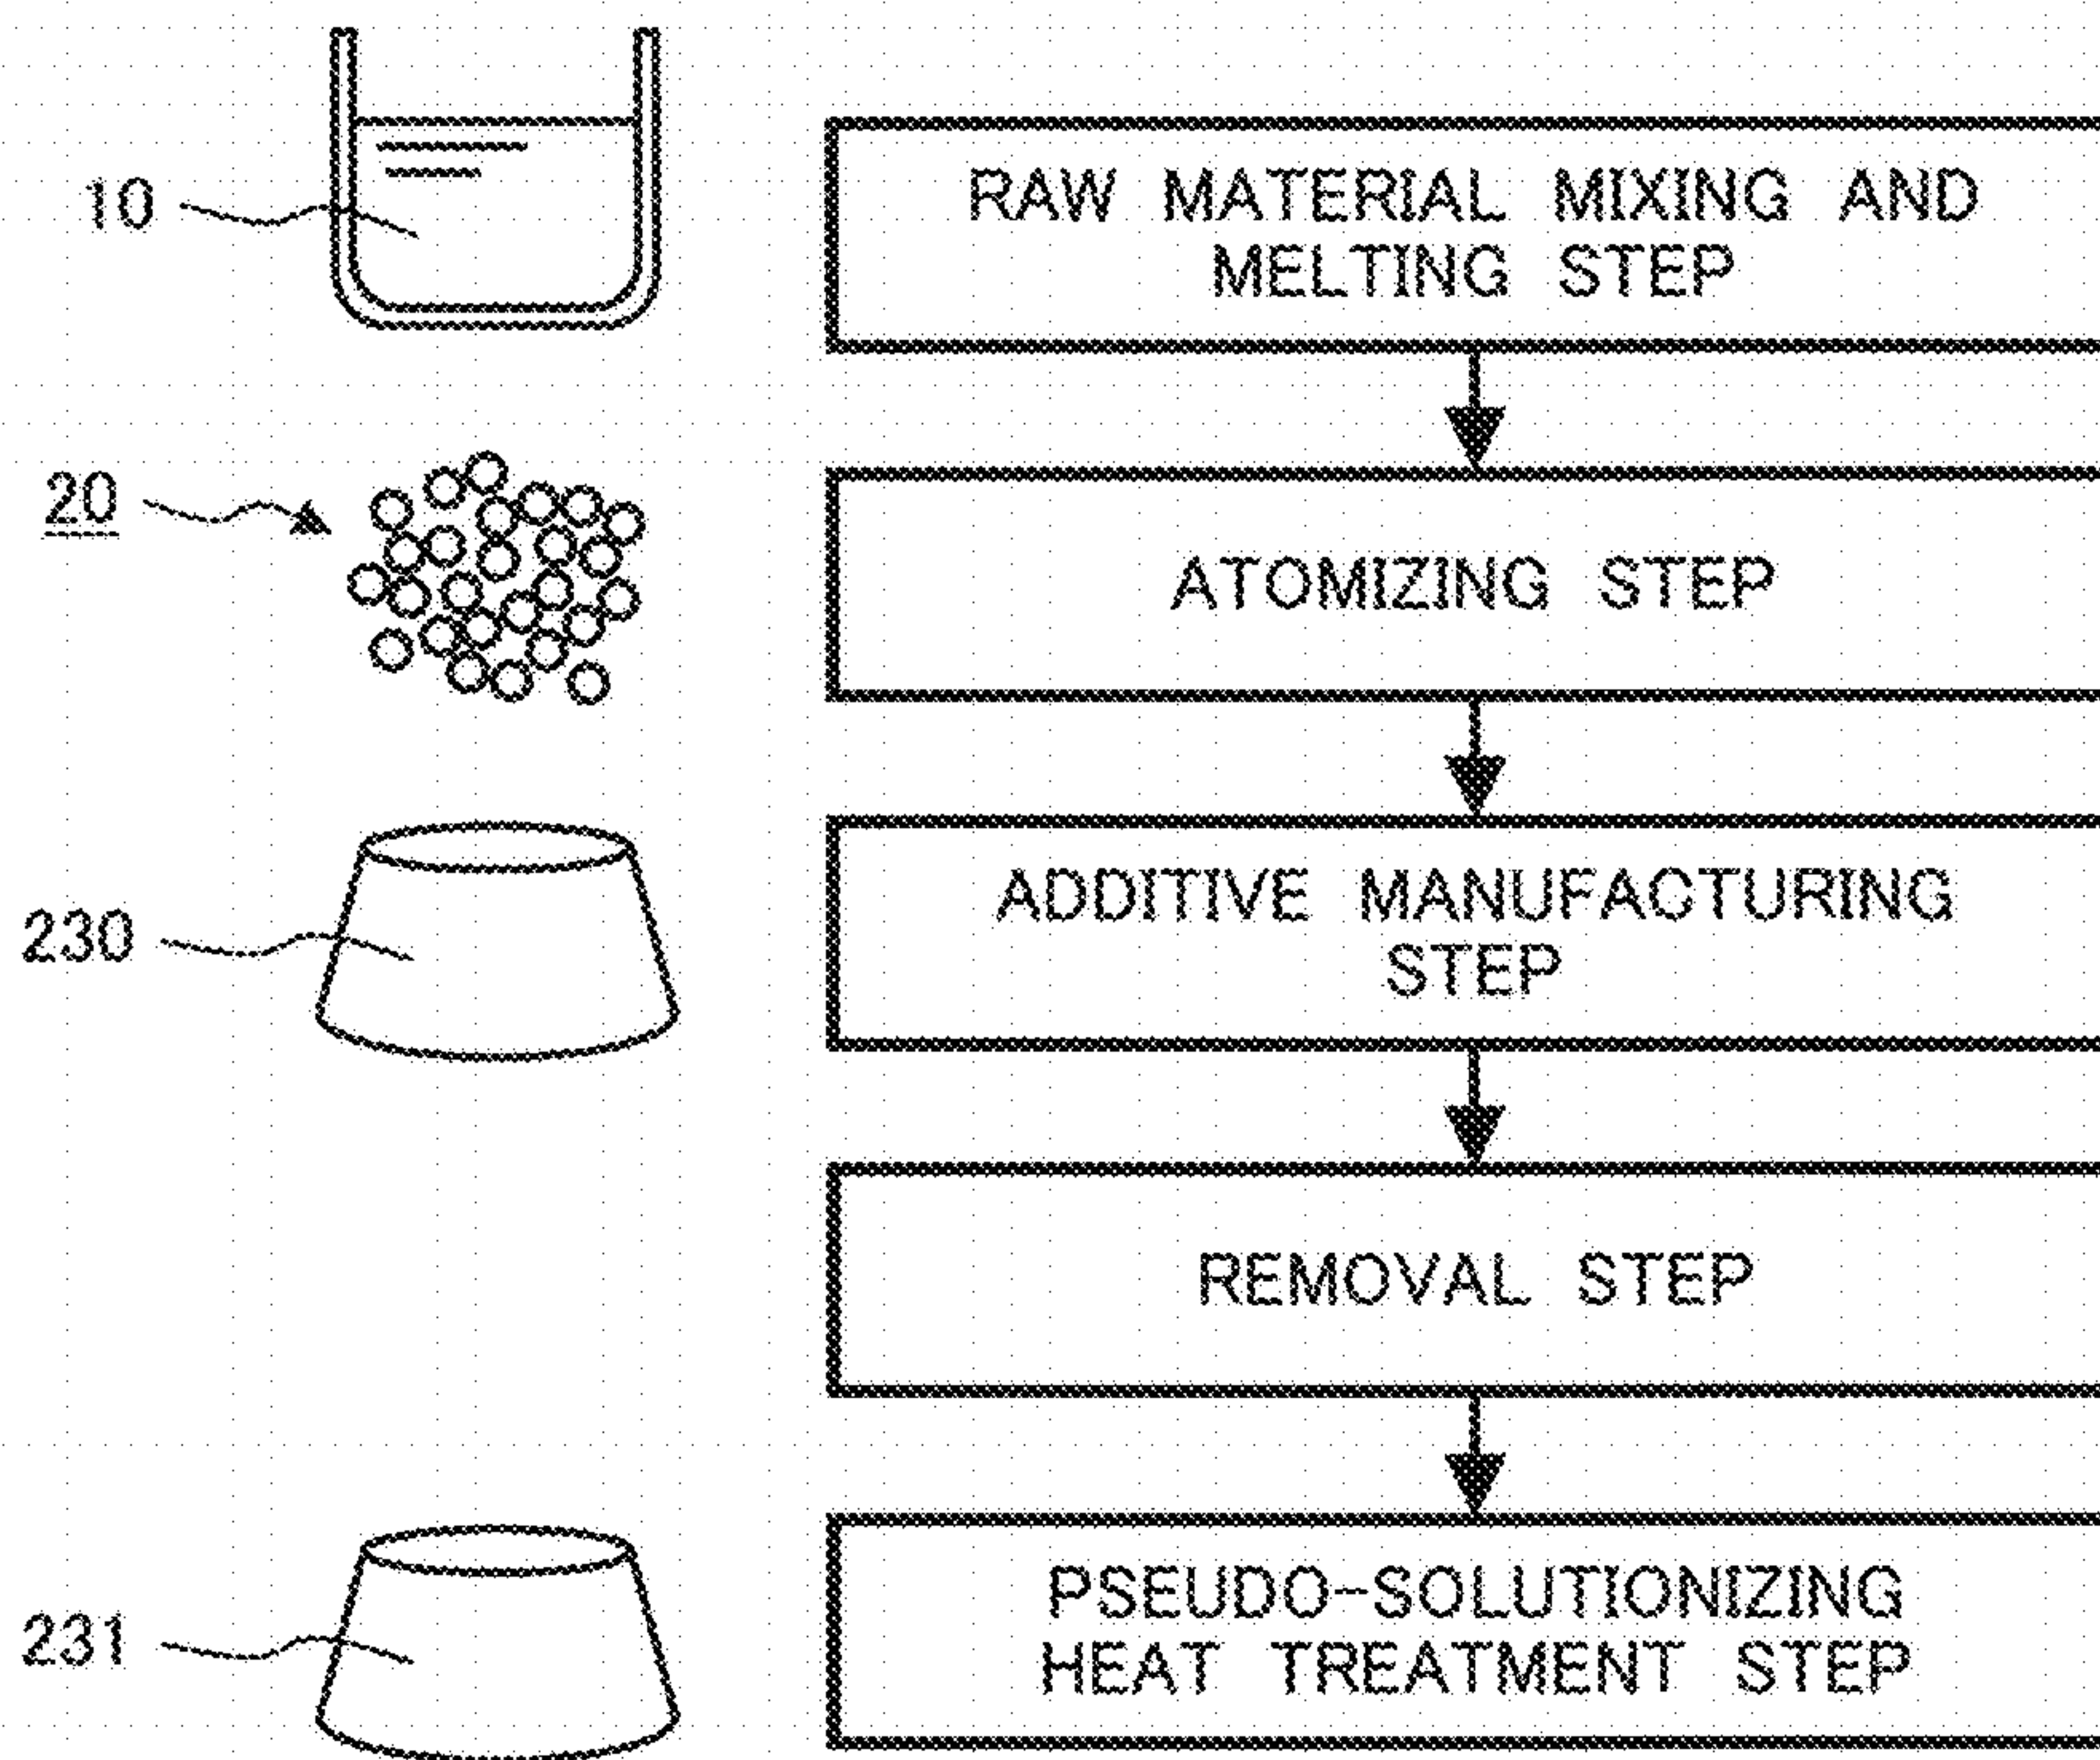 10
RAW MATERIAL MIXING AND
MELTING STEP
20
ATOMIZING STEP
230
ADDITIVE MANUFACTURING
STEP
REMOVAL STEP
231
PSEUDO-SOLUTIONIZING
HEAT TREATMENT STEP